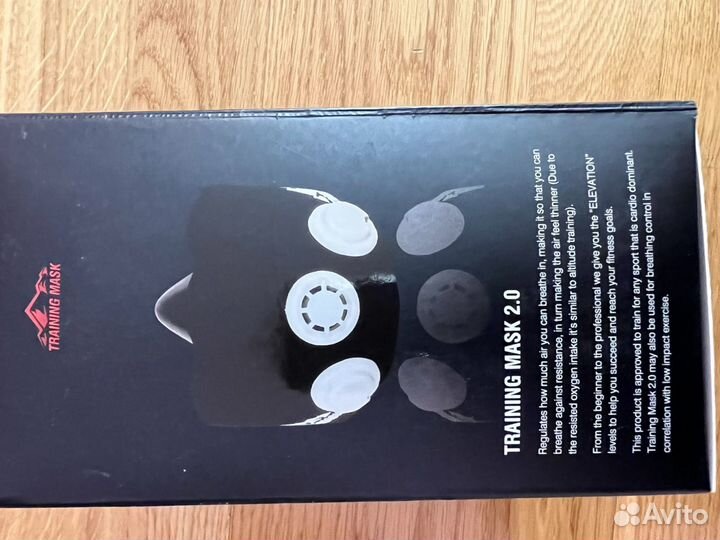 TRAINING MASK
TRAINING MASK 2.0
Regulates how much air you can breathe in, making it so that you can
breathe against resistance, in turn making the air feel thinner (Due to
the resisted oxygen intake it's similar to altitude training).
From the beginner to the professional we give you the "ELEVATION"
levels to help you succeed and reach your fitness goals.
This product is approved to train for any sport that is cardio dominant.
Training Mask 2.0 may also be used for breathing control in
correlation with low impact exercise.
Avito